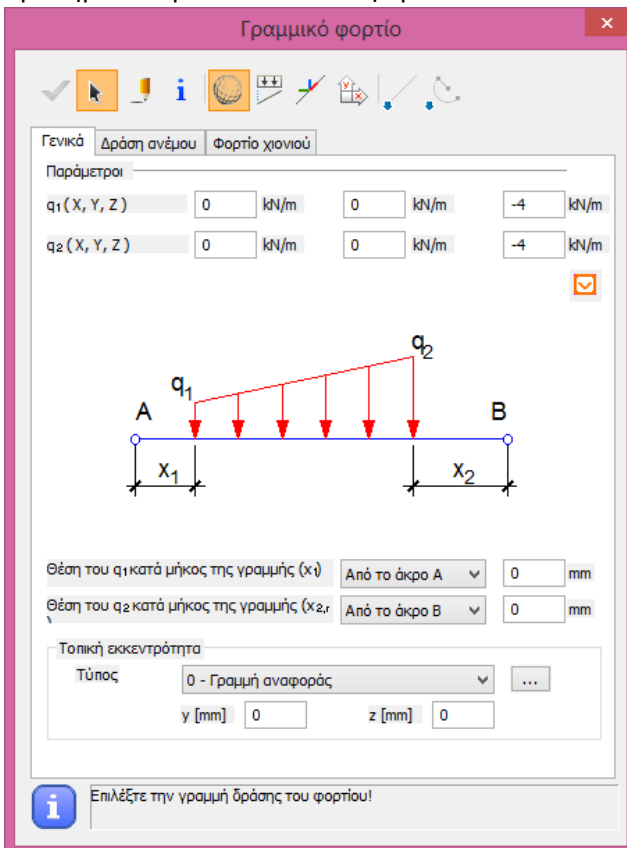 Γραμμικό φορτίο
Γενικά Δράση ανέμου Φορτίο χιονιού
Παράμετροι
q1 ( X, Y, Z ) 0 kN/m 0 kN/m -4 kN/m
q2 ( X, Y, Z ) 0 kN/m 0 kN/m -4 kN/m
q2
q1
A B
x1 x2
Θέση του q1 κατά μήκος της γραμμής (x1) Από το άκρο A 0 mm
Θέση του q2 κατά μήκος της γραμμής (x2,r Από το άκρο B 0 mm
)
Τοπική εκκεντρότητα
Τύπος 0 - Γραμμή αναφοράς ...
y [mm] 0 z [mm] 0
Επιλέξτε την γραμμή δράσης του φορτίου!